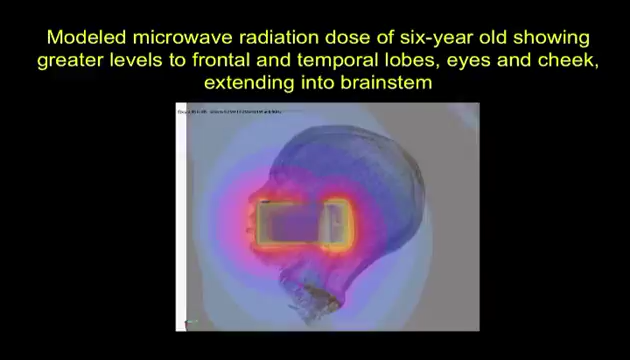 Modeled microwave radiation dose of six-year old showing
greater levels to frontal and temporal lobes, eyes and cheek,
extending into brainstem